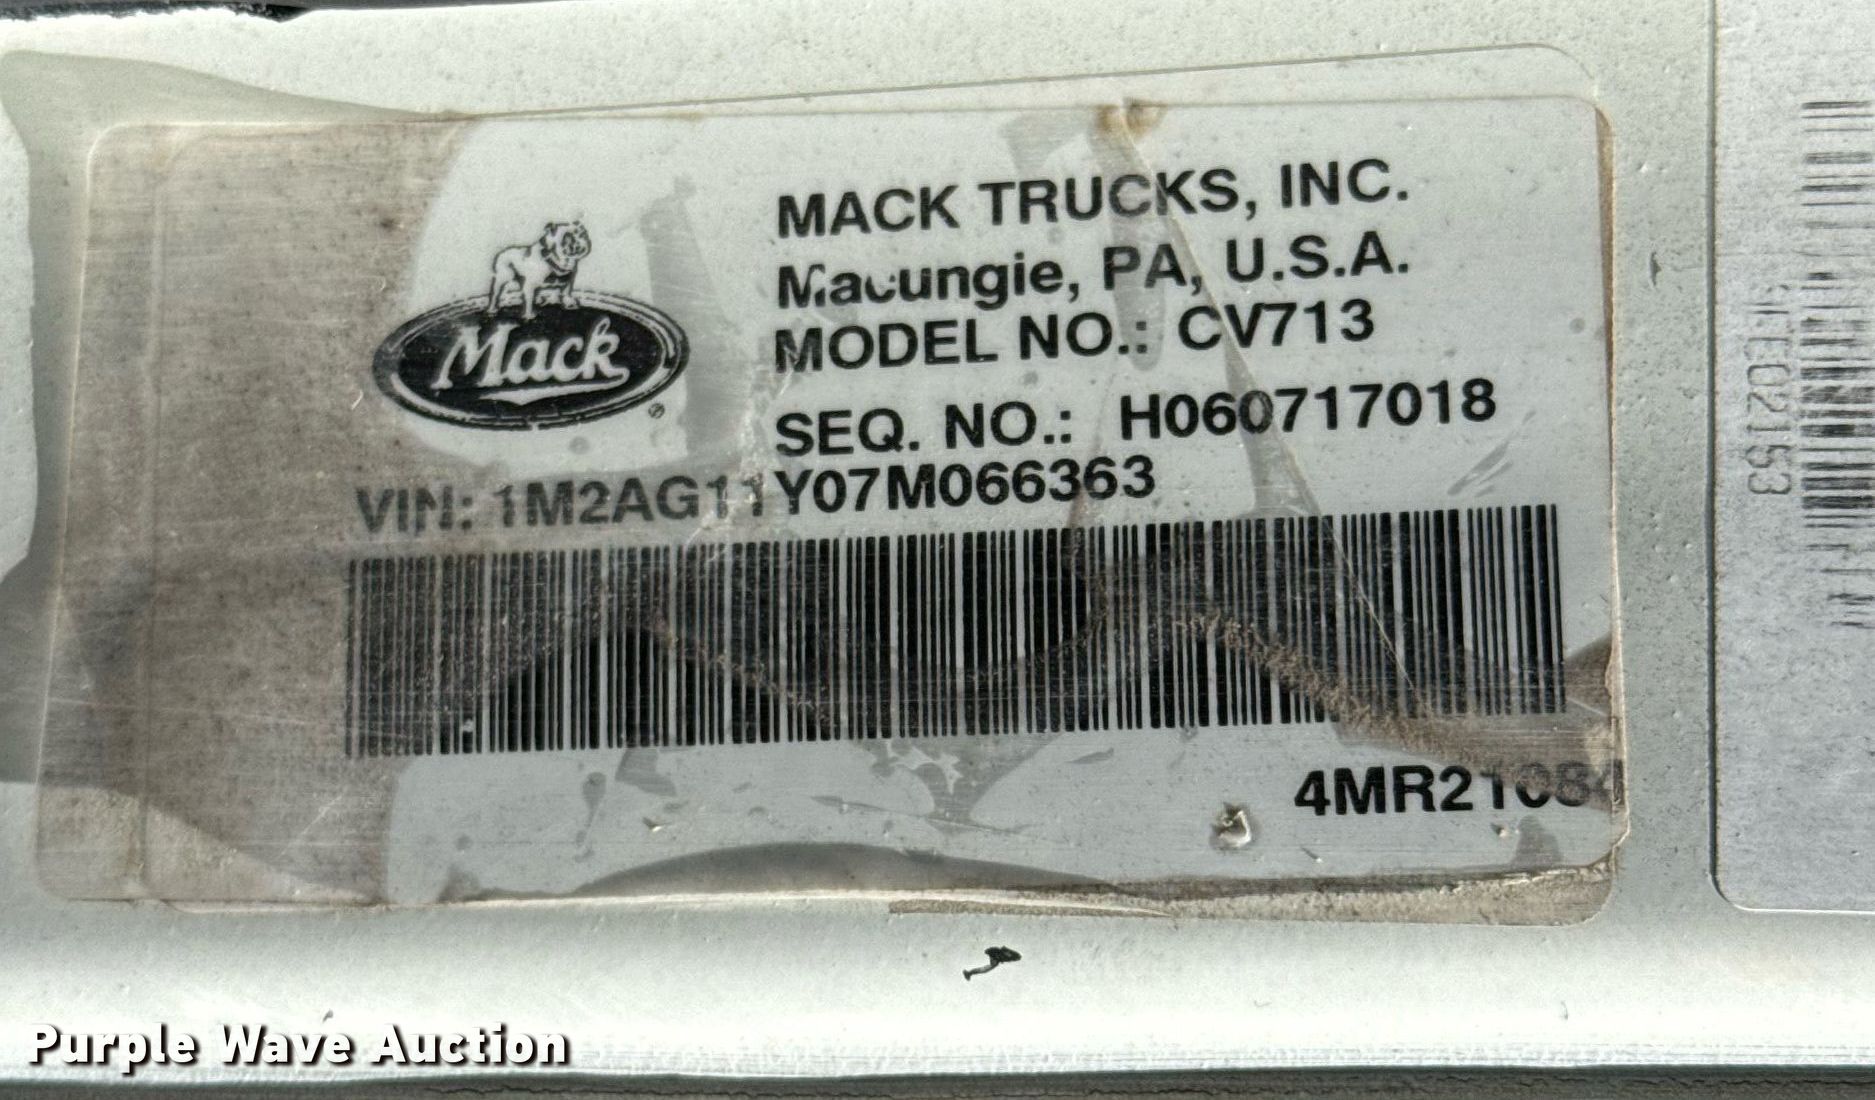 MACK TRUCKS, INC.
Macungie, PA, U.S.A.
MODEL NO.: CV713
Mack ®
SEQ. NO.: H060717018
VIN: 1M2AG11Y07M066363
4MR21084
Purple Wave Auction